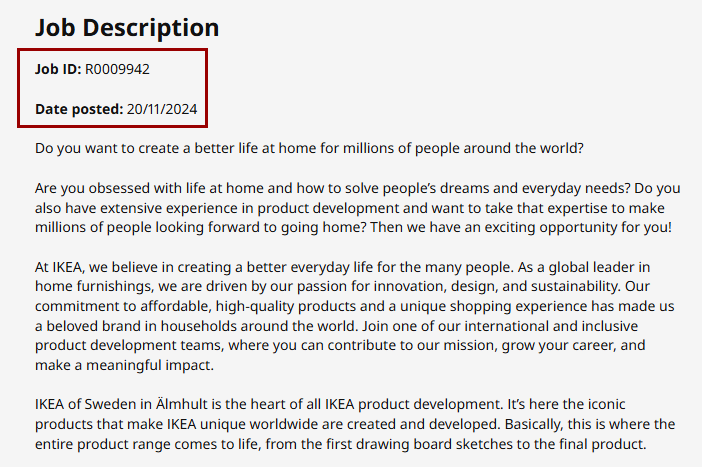 Job Description
Job ID: R0009942
Date posted: 20/11/2024
Do you want to create a better life at home for millions of people around the world?
Are you obsessed with life at home and how to solve people’s dreams and everyday needs? Do you
also have extensive experience in product development and want to take that expertise to make
millions of people looking forward to going home? Then we have an exciting opportunity for you!
At IKEA, we believe in creating a better everyday life for the many people. As a global leader in
home furnishings, we are driven by our passion for innovation, design, and sustainability. Our
commitment to affordable, high-quality products and a unique shopping experience has made us
a beloved brand in households around the world. Join one of our international and inclusive
product development teams, where you can contribute to our mission, grow your career, and
make a meaningful impact.
IKEA of Sweden in Älmhult is the heart of all IKEA product development. It’s here the iconic
products that make IKEA unique worldwide are created and developed. Basically, this is where the
entire product range comes to life, from the first drawing board sketches to the final product.